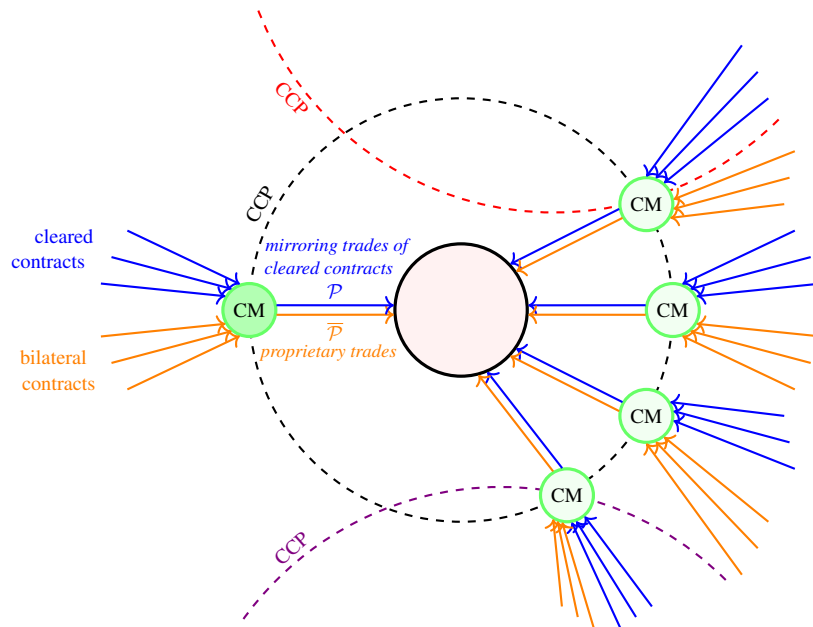 CCP
CCP
CM
cleared
contracts
mirroring trades of
cleared contracts
𝒫
CM
CM
𝒫̅
proprietary trades
bilateral
contracts
CM
CM
CCP